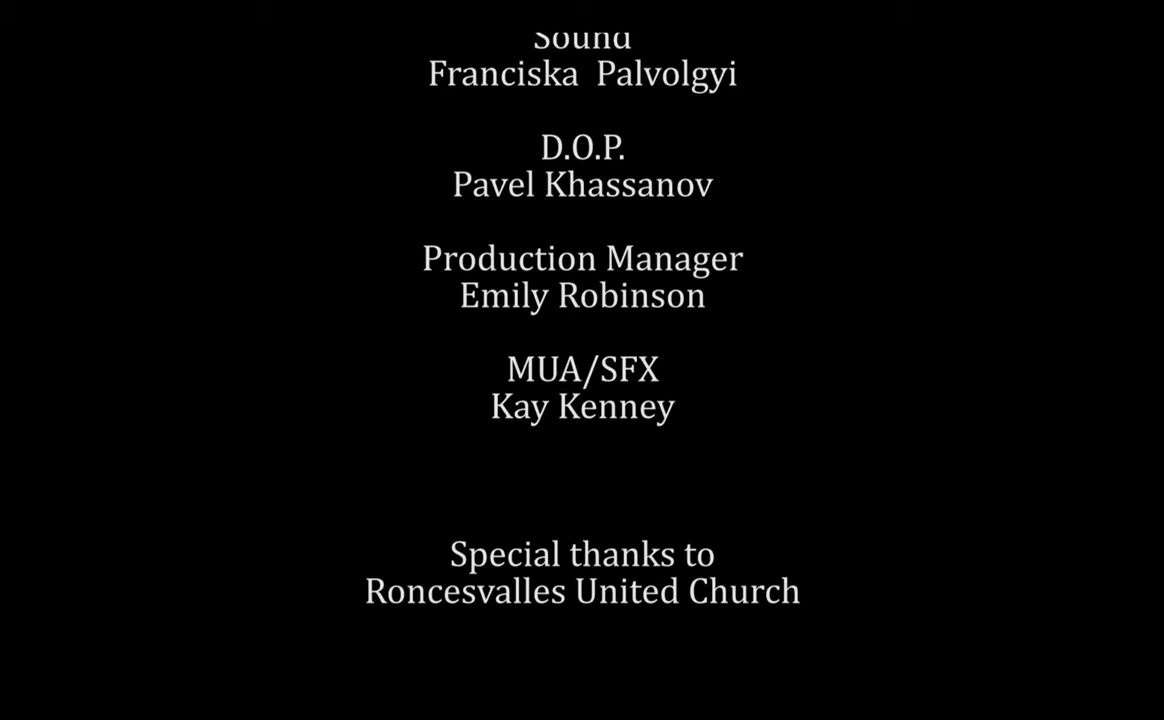 Sound
Franciska Palvolgyi
D.O.P.
Pavel Khassanov
Production Manager
Emily Robinson
MUA/SFX
Kay Kenney
Special thanks to
Roncesvalles United Church